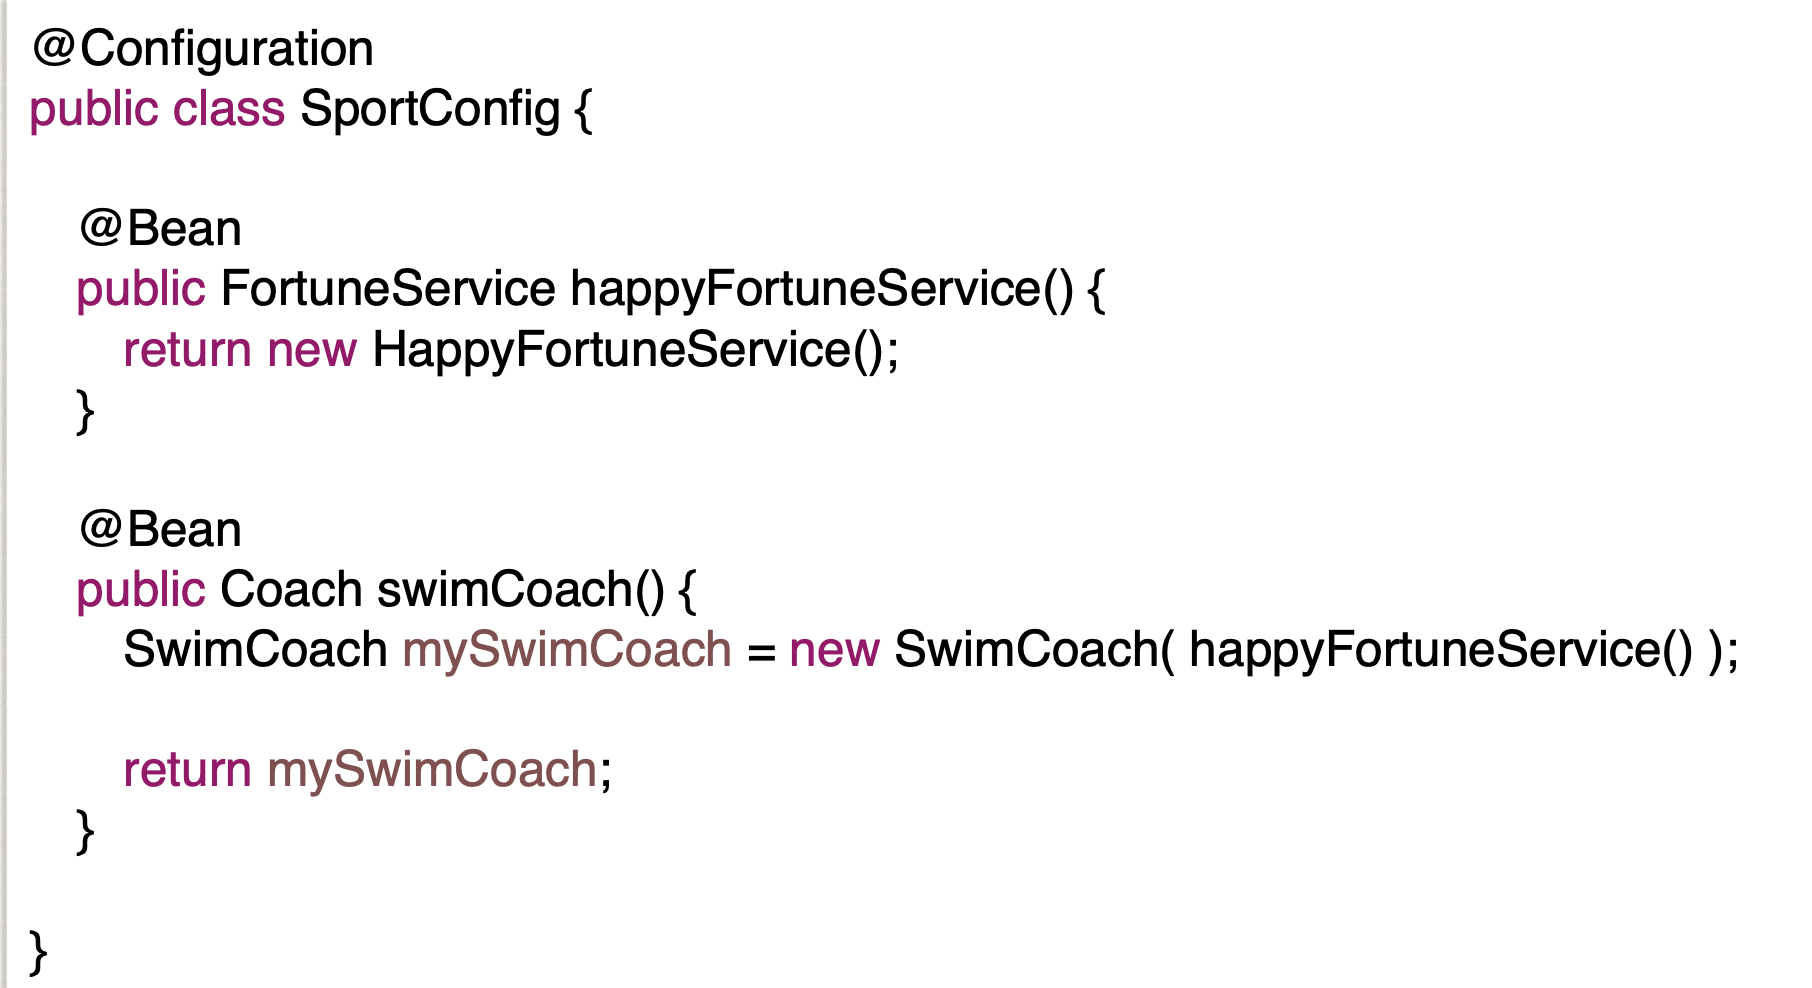 @Configuration
public class SportConfig {
@Bean
public FortuneService happyFortuneService() {
return new HappyFortuneService();
}
@Bean
public Coach swimCoach() {
SwimCoach mySwimCoach = new SwimCoach( happyFortuneService() );
return mySwimCoach;
}
}